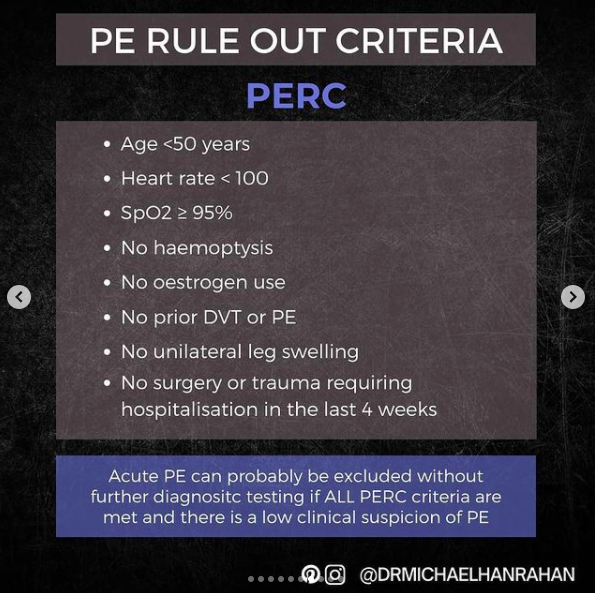 PE RULE OUT CRITERIA
PERC
• Age <50 years
• Heart rate < 100
• SpO2 ≥ 95%
• No haemoptysis
• No oestrogen use
• No prior DVT or PE
• No unilateral leg swelling
• No surgery or trauma requiring
hospitalisation in the last 4 weeks
Acute PE can probably be excluded without
further diagnositc testing if ALL PERC criteria are
met and there is a low clinical suspicion of PE
@DRMICHAELHANRAHAN